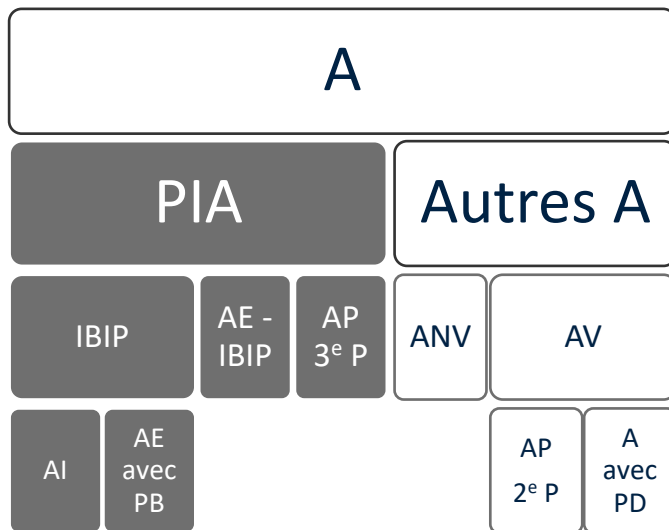 A
PIA
Autres A
IBIP
AE -
IBIP
AP
3e P
ANV
AV
AI
AE
avec
PB
AP
2e P
A
avec
PD